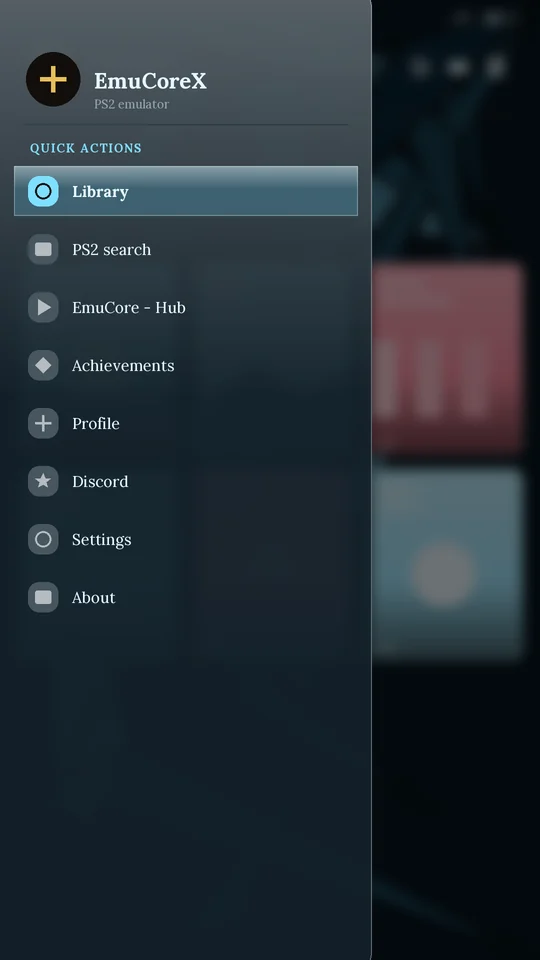 EmuCoreX
PS2 emulator
QUICK ACTIONS
Library
PS2 search
EmuCore - Hub
Achievements
Profile
Discord
Settings
About